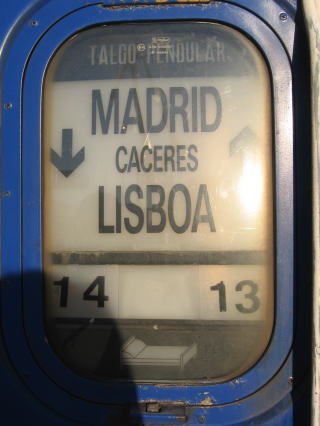 TALGO PENDULAR
MADRID
CACERES
LISBOA
14 13